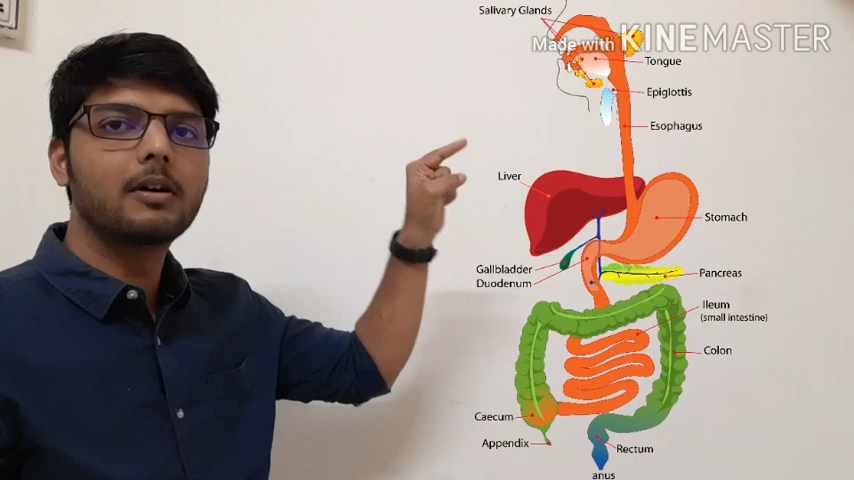 Salivary Glands
Made with KINEMASTER
Tongue
Epiglottis
Esophagus
Liver
Stomach
Gallbladder
Duodenum
Pancreas
Ileum
(small intestine)
Colon
Caecum
Appendix
Rectum
anus